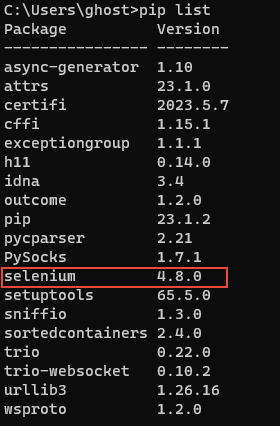 C:\Users\ghost>pip list
Package          Version
---------------- --------
async-generator  1.10
attrs            23.1.0
certifi          2023.5.7
cffi             1.15.1
exceptiongroup   1.1.1
h11              0.14.0
idna             3.4
outcome          1.2.0
pip              23.1.2
pycparser        2.21
PySocks          1.7.1
selenium         4.8.0
setuptools       65.5.0
sniffio          1.3.0
sortedcontainers 2.4.0
trio             0.22.0
trio-websocket   0.10.2
urllib3          1.26.16
wsproto          1.2.0